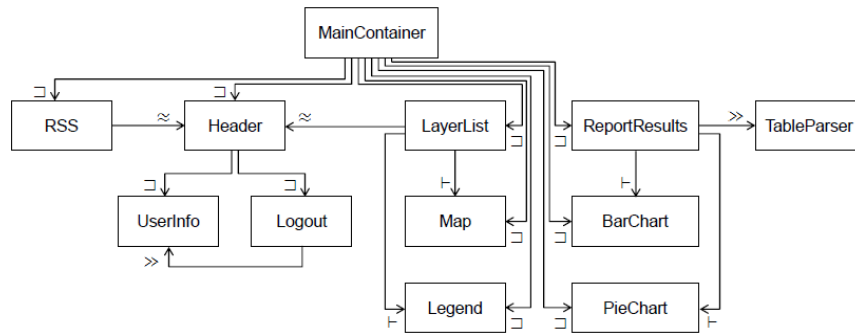 MainContainer
⊐ ⊐
RSS ≈ Header ≈ LayerList ⊐ ⊐ ReportResults ≫ TableParser
⊐ ⊐ ⊢ ⊢
UserInfo Logout Map BarChart
≫ ⊐ ⊐
Legend PieChart
⊢ ⊐ ⊐ ⊢